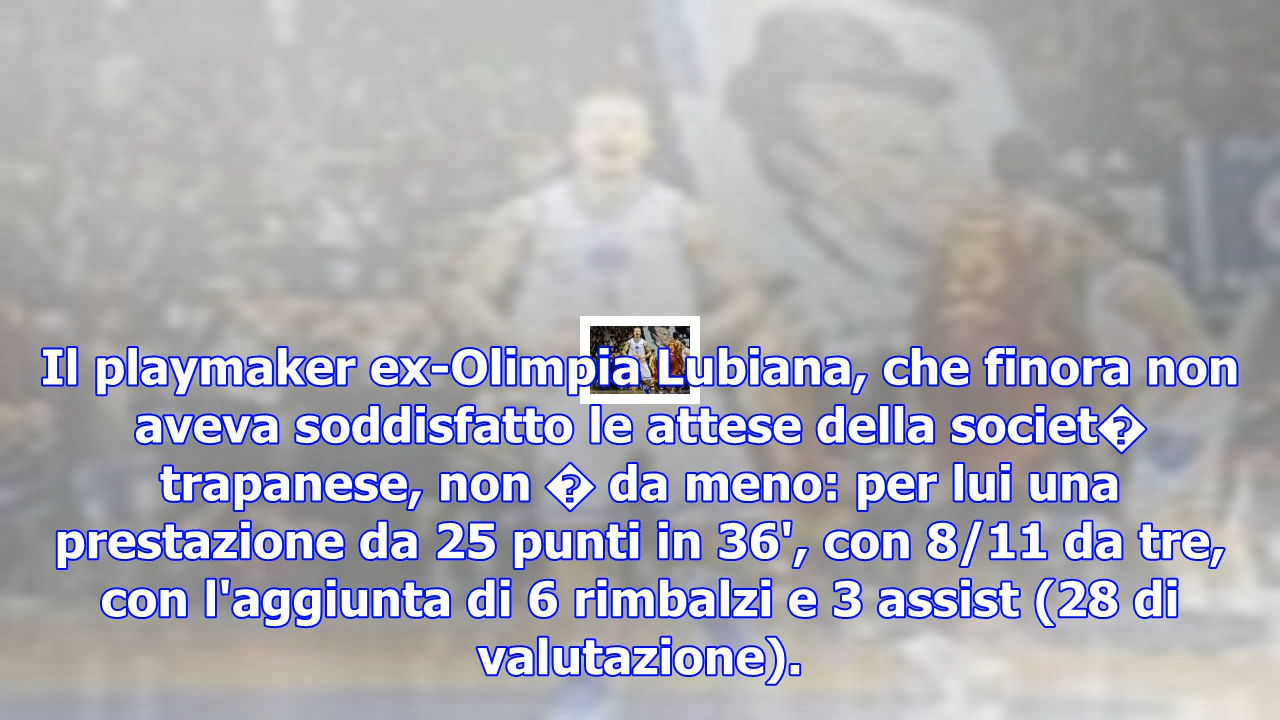 Il playmaker ex-Olimpia Lubiana, che finora non
aveva soddisfatto le attese della societ�
trapanese, non � da meno: per lui una
prestazione da 25 punti in 36', con 8/11 da tre,
con l'aggiunta di 6 rimbalzi e 3 assist (28 di
valutazione).